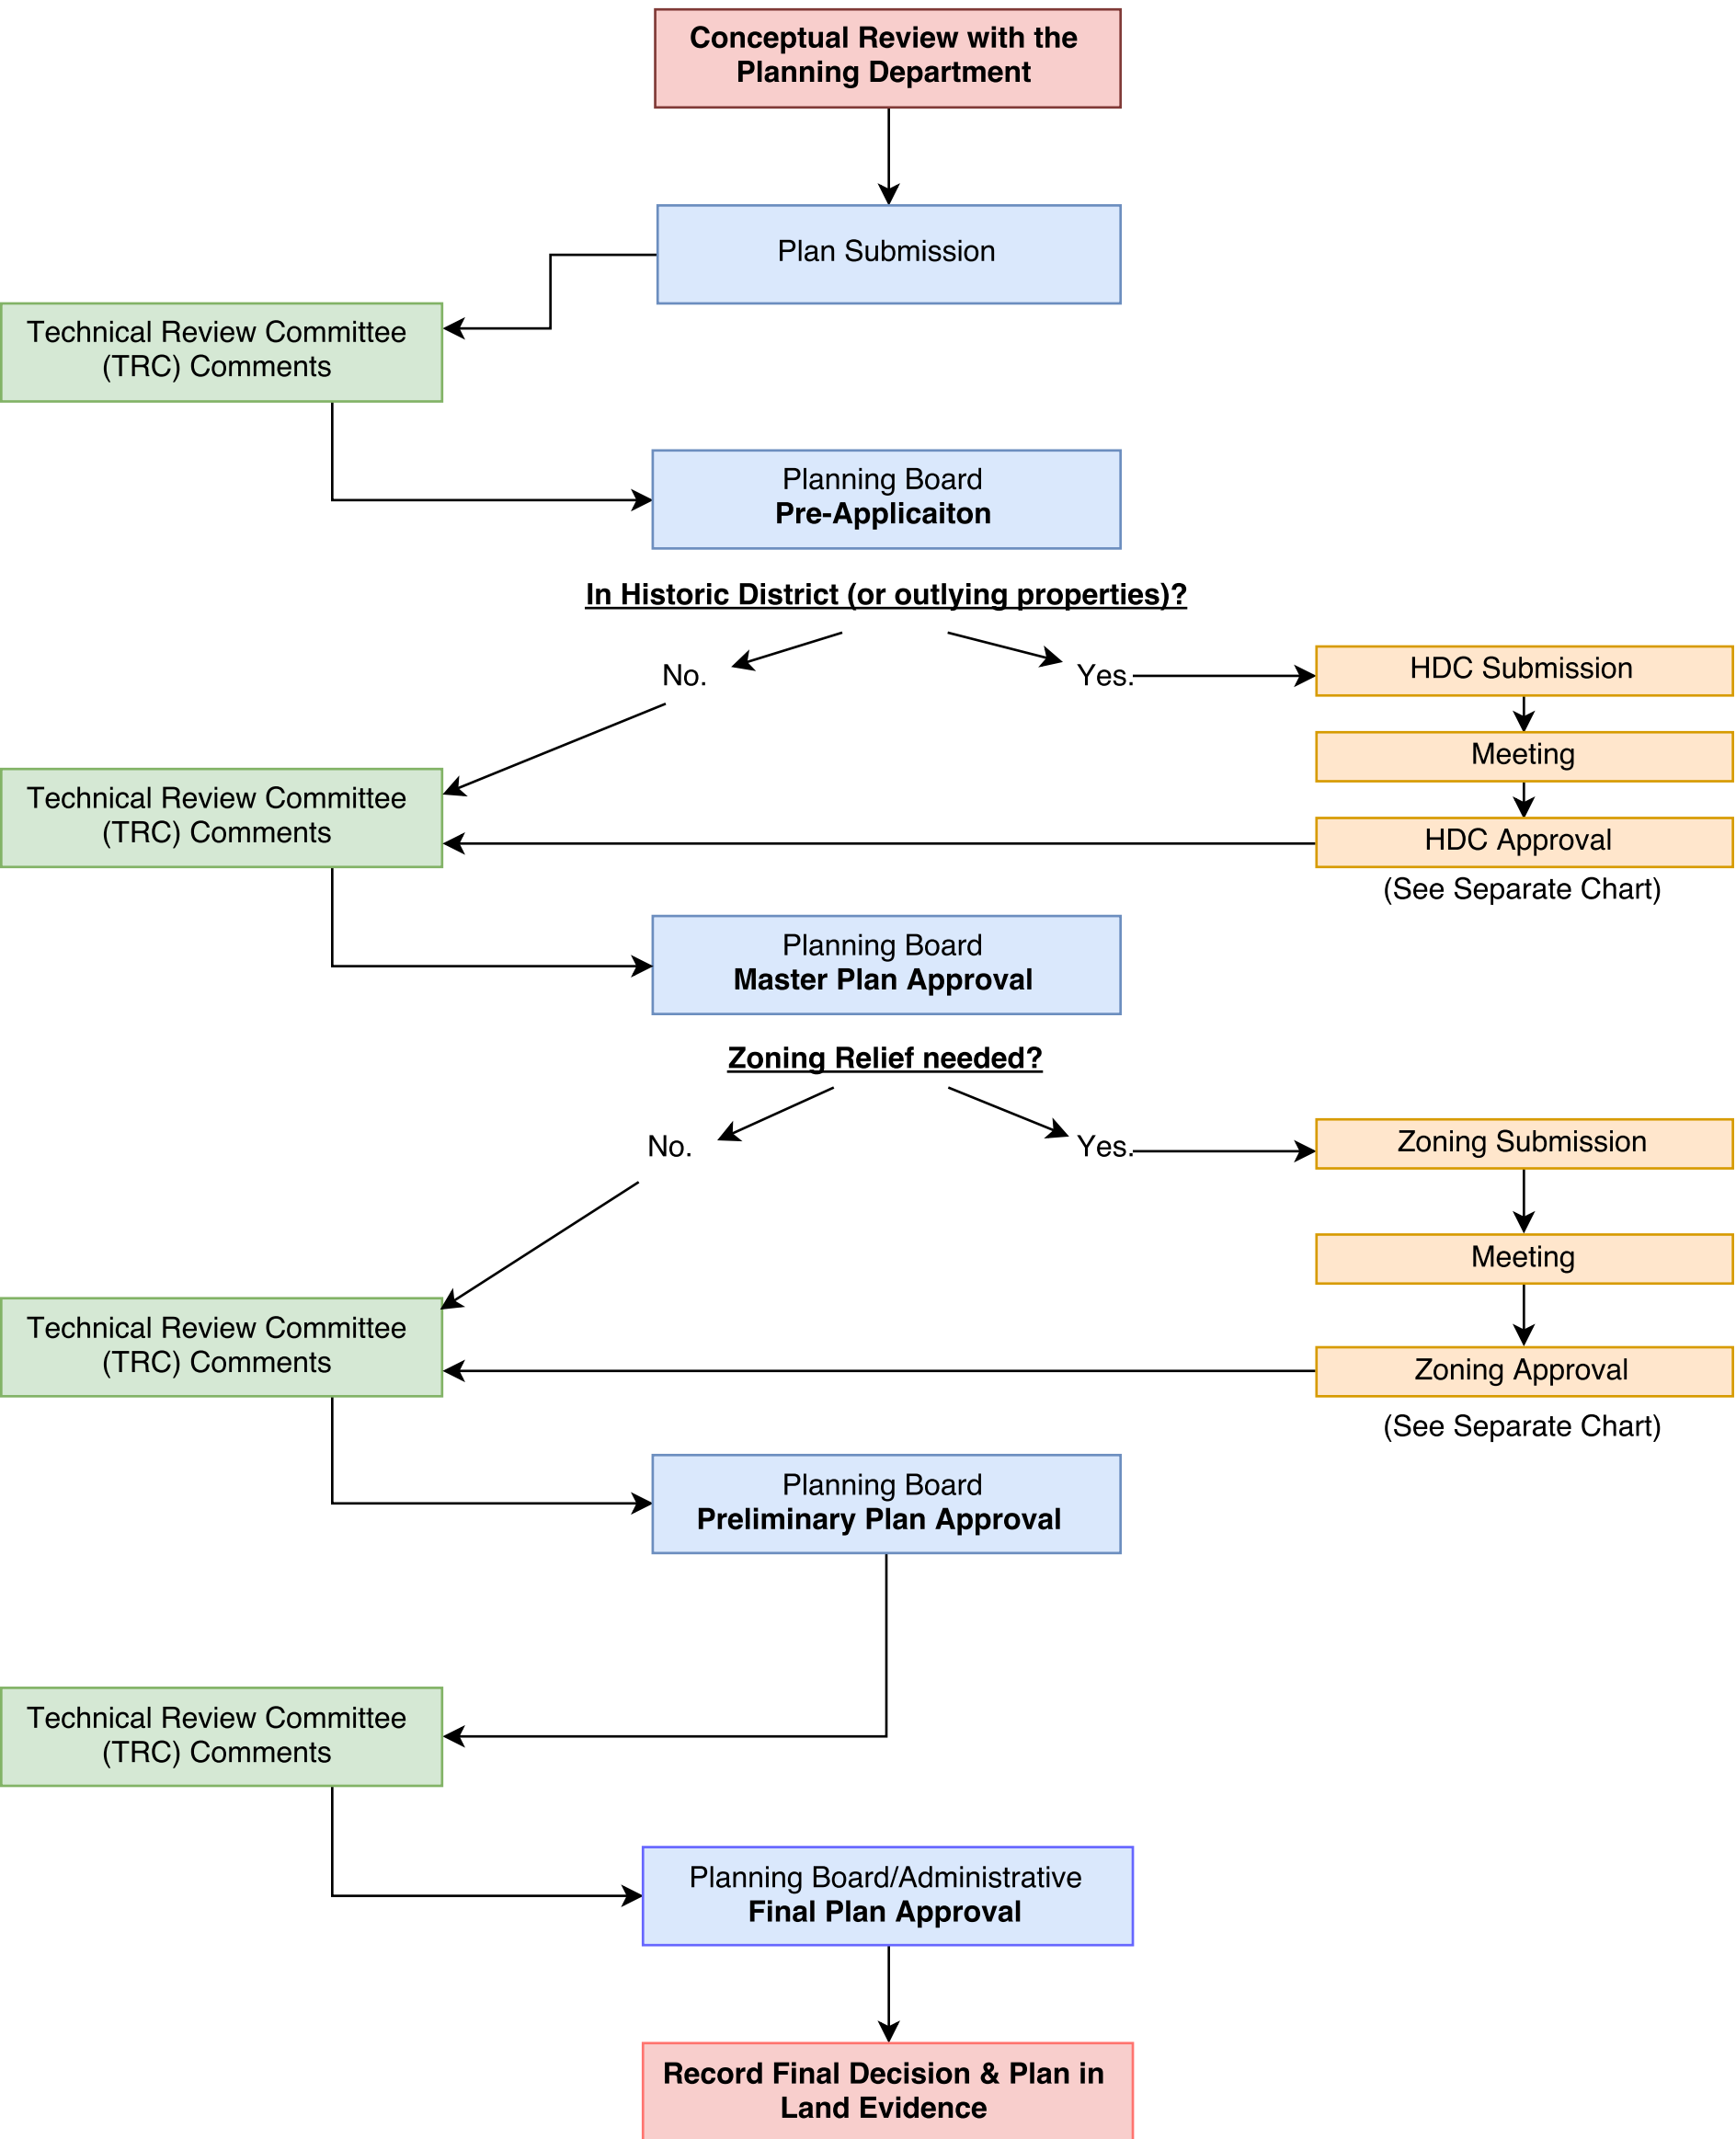 Conceptual Review with the
Planning Department
Plan Submission
Technical Review Committee
(TRC) Comments
Planning Board
Pre-Applicaiton
In Historic District (or outlying properties)?
No.
Yes.
HDC Submission
Meeting
HDC Approval
(See Separate Chart)
Technical Review Committee
(TRC) Comments
Planning Board
Master Plan Approval
Zoning Relief needed?
No.
Yes.
Zoning Submission
Meeting
Zoning Approval
(See Separate Chart)
Technical Review Committee
(TRC) Comments
Planning Board
Preliminary Plan Approval
Technical Review Committee
(TRC) Comments
Planning Board/Administrative
Final Plan Approval
Record Final Decision & Plan in
Land Evidence